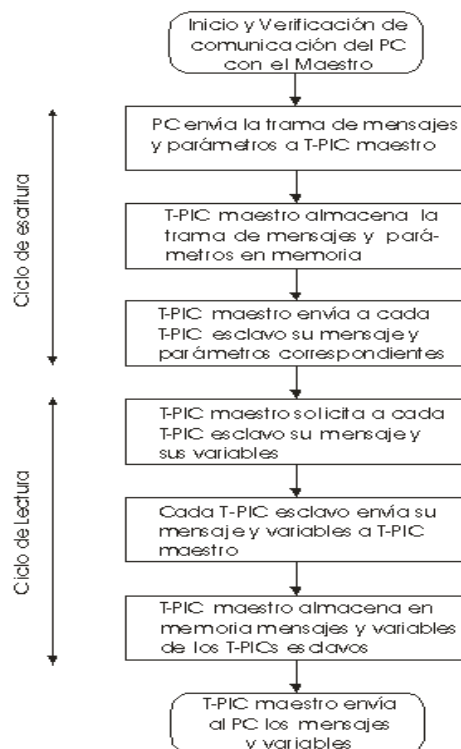 Inicio y Verificación de
comunicación del PC
con el Maestro
Ciclo de esaritura
PC envía la trama de mensajes
y parámetros a T-PIC maestro
T-PIC maestro almacena la
trama de mensajes y pará-
metros en memoria
T-PIC maestro envía a cada
T-PIC esclavo su mensaje y
parámetros correspondientes
Ciclo de Lectura
T-PIC maestro solicita a cada
T-PIC esclavo su mensaje y
sus variables
Cada T-PIC esclavo envía su
mensaje y variables a T-PIC
maestro
T-PIC maestro almacena en
memoria mensajes y variables
de los T-PICs esclavos
T-PIC maestro envía
al PC los mensajes
y variables